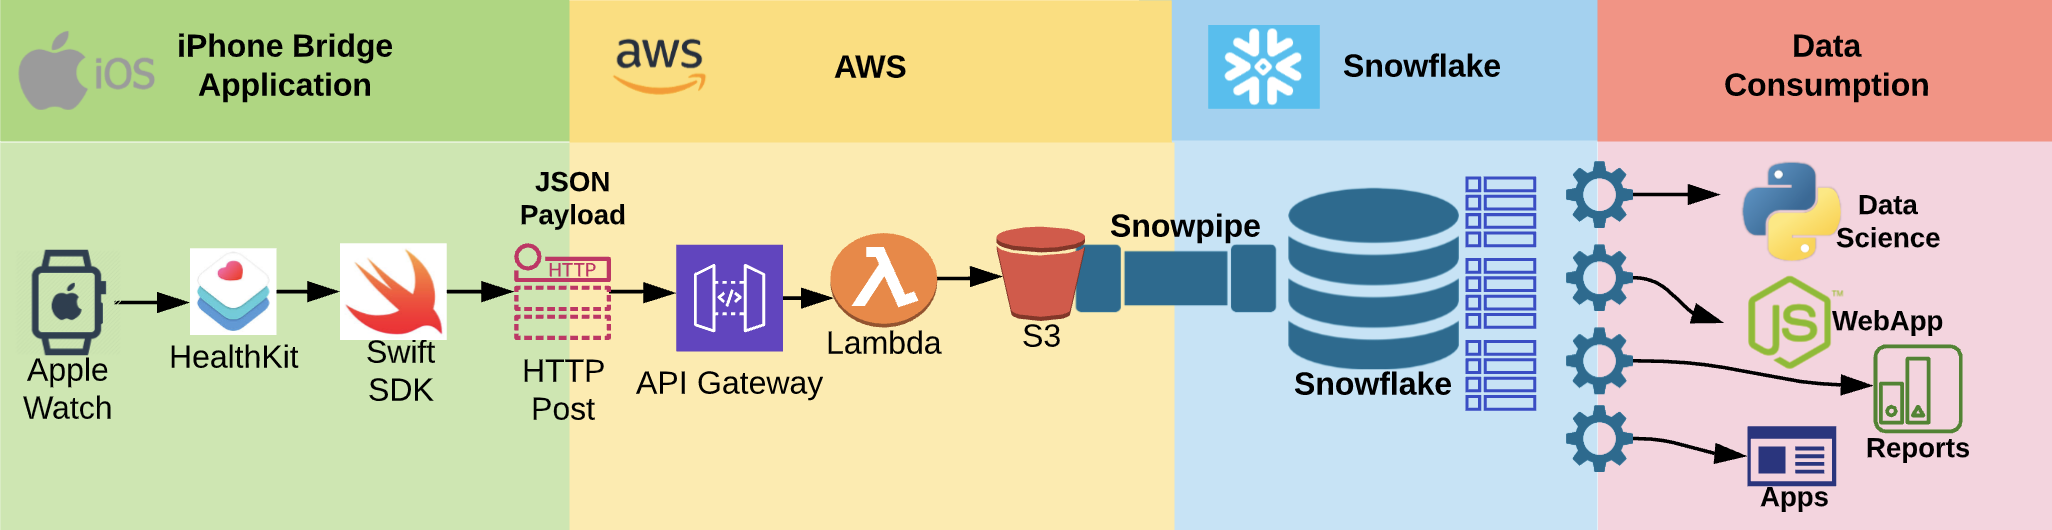 iOS
iPhone Bridge
Application
aws
AWS
Snowflake
Data
Consumption
JSON
Payload
HTTP
Apple
Watch
HealthKit
Swift
SDK
HTTP
Post
</>
API Gateway
Lambda
S3
Snowpipe
Snowflake
Data
Science
JS™
WebApp
Reports
Apps